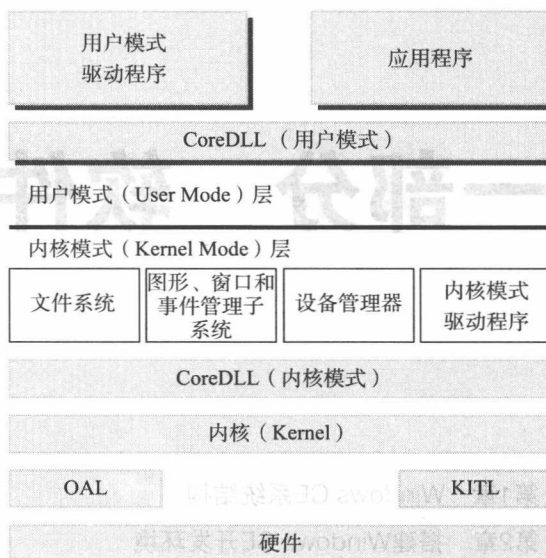 用户模式
驱动程序
应用程序
CoreDLL（用户模式）
用户模式（User Mode）层
内核模式（Kernel Mode）层
文件系统
图形、窗口和
事件管理子
系统
设备管理器
内核模式
驱动程序
CoreDLL（内核模式）
内核（Kernel）
OAL
KITL
硬件